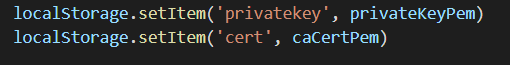 localStorage.setItem('privatekey', privateKeyPem)
localStorage.setItem('cert', caCertPem)